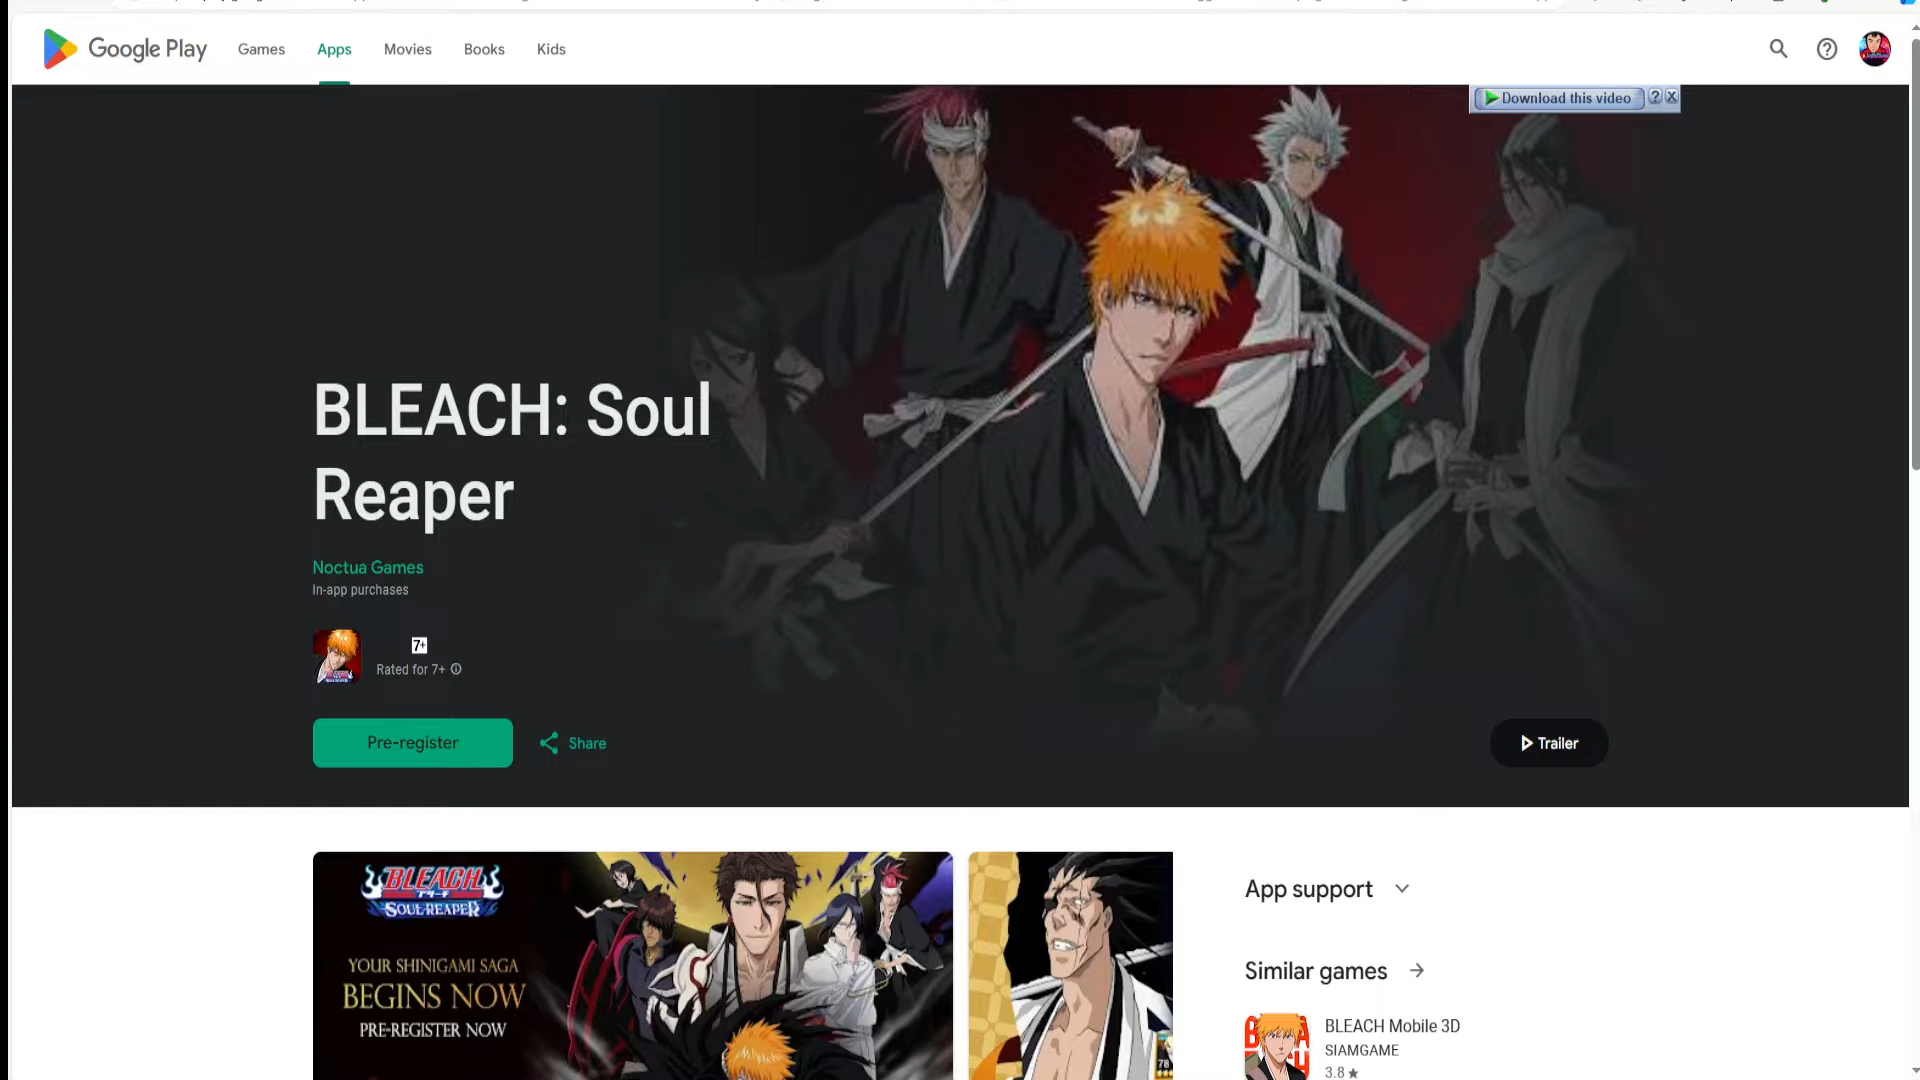 Google Play
Games
Apps
Movies
Books
Kids
Download this video
?
X
BLEACH: Soul
Reaper
Noctua Games
In-app purchases
7+
Rated for 7+
Pre-register
Share
Trailer
BLEACH
SOUL REAPER
YOUR SHINIGAMI SAGA
BEGINS NOW
PRE-REGISTER NOW
78
App support
Similar games
BLEACH Mobile 3D
SIAMGAME
3.8 ★